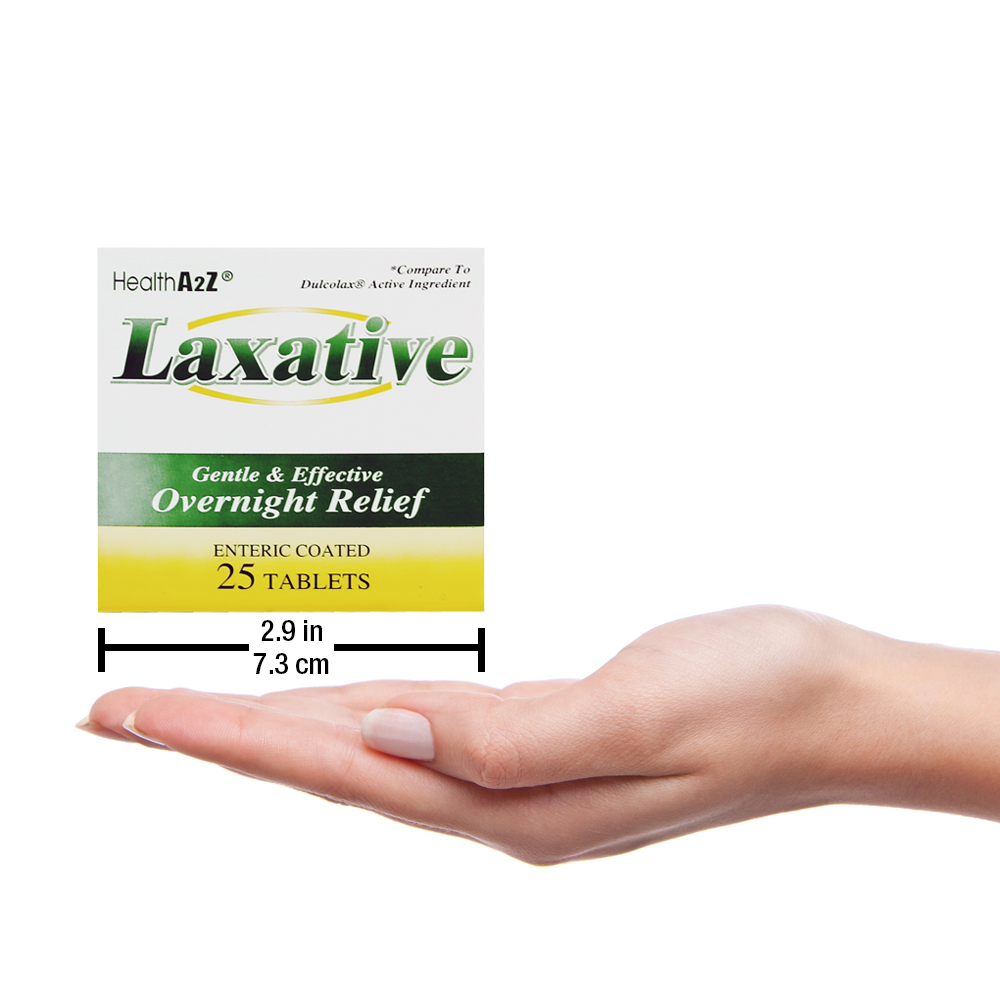 HealthA2Z®
*Compare To
Dulcolax® Active Ingredient
Laxative
Gentle & Effective
Overnight Relief
ENTERIC COATED
25 TABLETS
2.9 in
7.3 cm